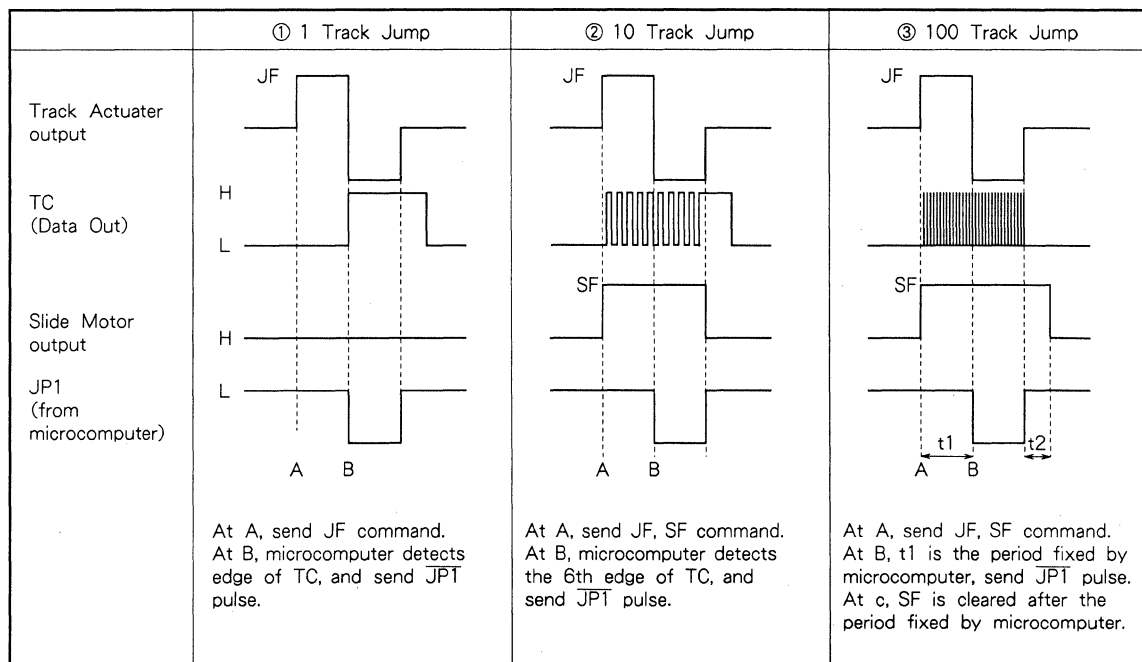 ① 1 Track Jump
② 10 Track Jump
③ 100 Track Jump
Track Actuater
output
JF
JF
JF
TC
(Data Out)
H
L
SF
SF
Slide Motor
output
H
JP1
(from
microcomputer)
L
t1
t2
A
B
A
B
A
B
At A, send JF command.
At B, microcomputer detects
edge of TC, and send J̅P̅1̅
pulse.
At A, send JF, SF command.
At B, microcomputer detects
the 6th edge of TC, and
send J̅P̅1̅ pulse.
At A, send JF, SF command.
At B, t1 is the period fixed by
microcomputer, send J̅P̅1̅ pulse.
At c, SF is cleared after the
period fixed by microcomputer.